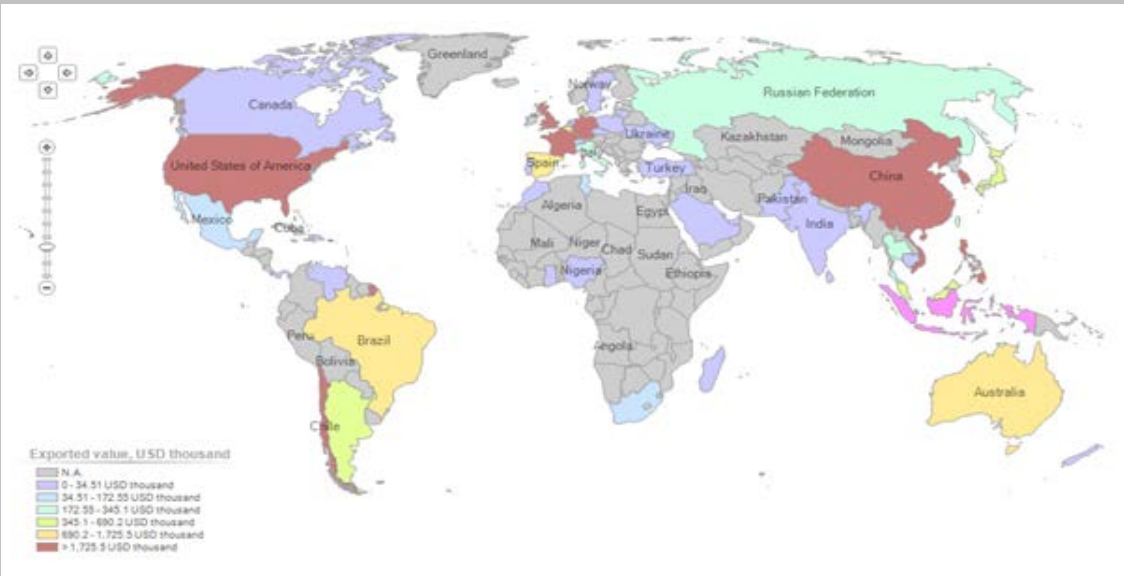 Greenland
Norway
Russian Federation
Canada
Ukraine
Kazakhstan
Mongolia
United States of America
Spain
Italy
Turkey
China
Iraq
Pakistan
Mexico
Cuba
Algeria
Egypt
India
Mali
Niger
Chad
Sudan
Nigeria
Ethiopia
Peru
Brazil
Angola
Bolivia
Australia
Chile
Exported value, USD thousand
N.A.
0 - 34.51 USD thousand
34.51 - 172.55 USD thousand
172.55 - 345.1 USD thousand
345.1 - 690.2 USD thousand
690.2 - 1,725.5 USD thousand
> 1,725.5 USD thousand